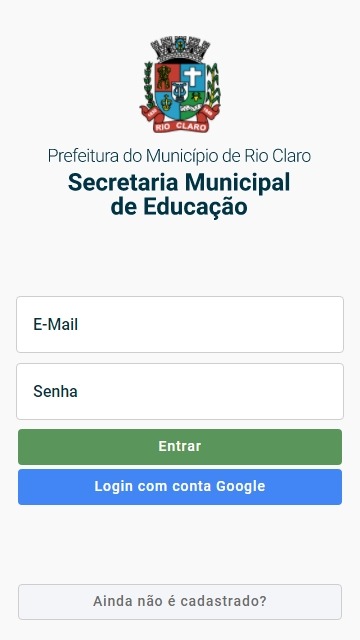 RIO CLARO
Prefeitura do Município de Rio Claro
Secretaria Municipal
de Educação
E-Mail
Senha
Entrar
Login com conta Google
Ainda não é cadastrado?